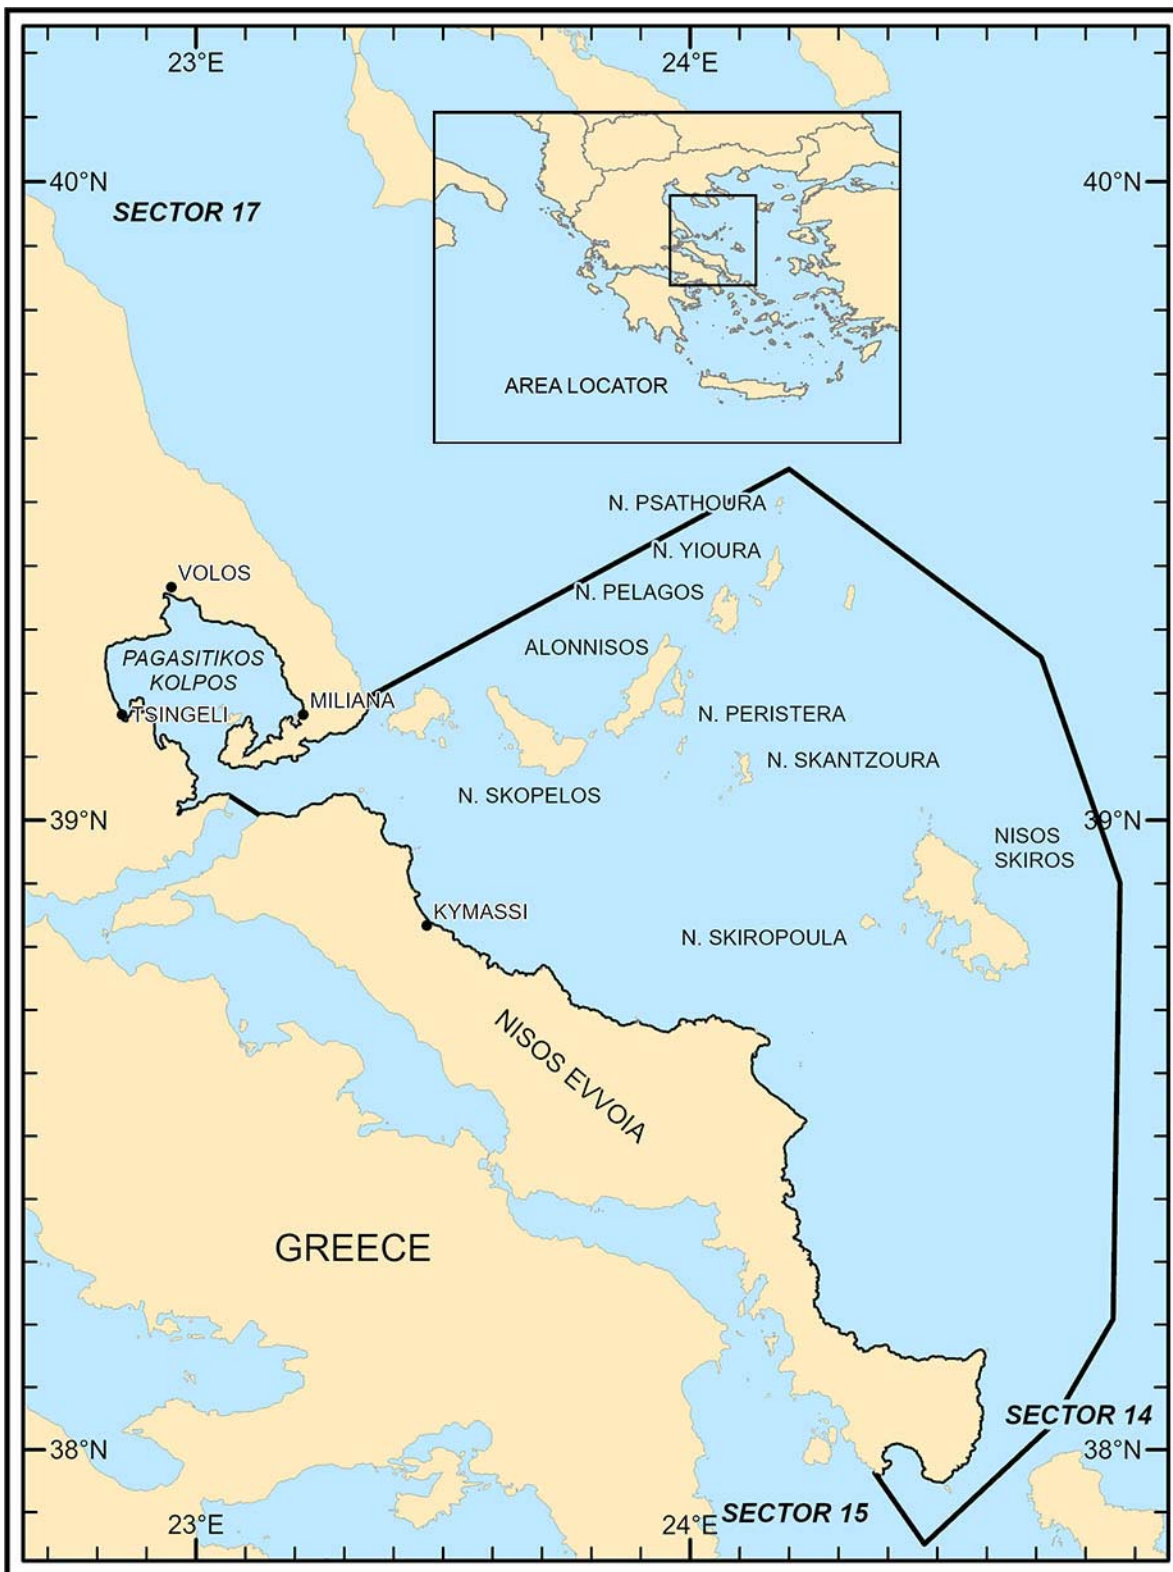 23°E
24°E
40°N
40°N
SECTOR 17
AREA LOCATOR
N. PSATHOURA
N. YIOURA
VOLOS
N. PELAGOS
ALONNISOS
PAGASITIKOS
KOLPOS
MILIANA
TSINGELI
N. PERISTERA
N. SKANTZOURA
N. SKOPELOS
39°N
39°N
NISOS
SKIROS
KYMASSI
N. SKIROPOULA
NISOS EVVOIA
GREECE
SECTOR 14
38°N
38°N
SECTOR 15
23°E
24°E